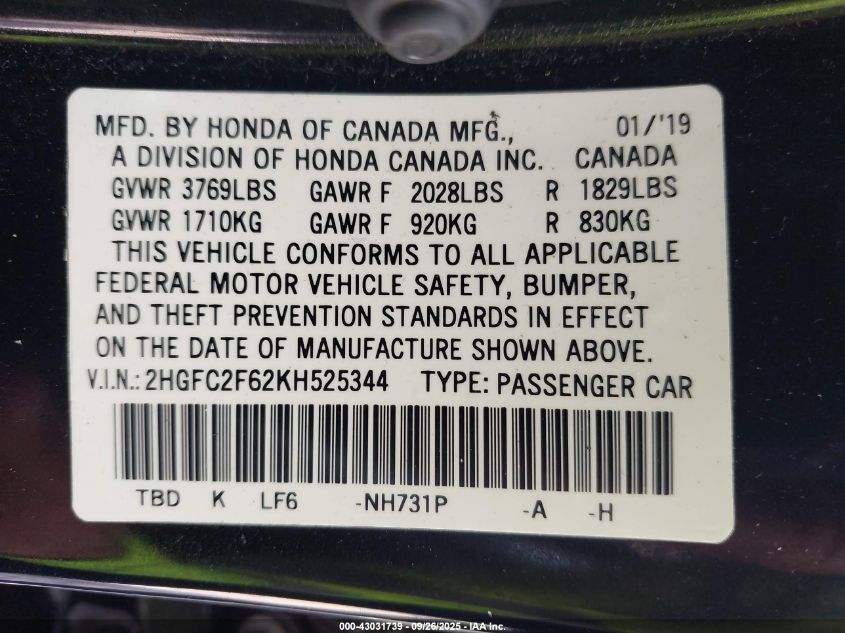 MFD. BY HONDA OF CANADA MFG., 01/'19
A DIVISION OF HONDA CANADA INC. CANADA
GVWR 3769LBS GAWR F 2028LBS R 1829LBS
GVWR 1710KG GAWR F 920KG R 830KG
THIS VEHICLE CONFORMS TO ALL APPLICABLE
FEDERAL MOTOR VEHICLE SAFETY, BUMPER,
AND THEFT PREVENTION STANDARDS IN EFFECT
ON THE DATE OF MANUFACTURE SHOWN ABOVE.
V.I.N.: 2HGFC2F62KH525344 TYPE: PASSENGER CAR
TBD K LF6 -NH731P -A -H
000-43031739 - 09/26/2025 - IAA Inc.